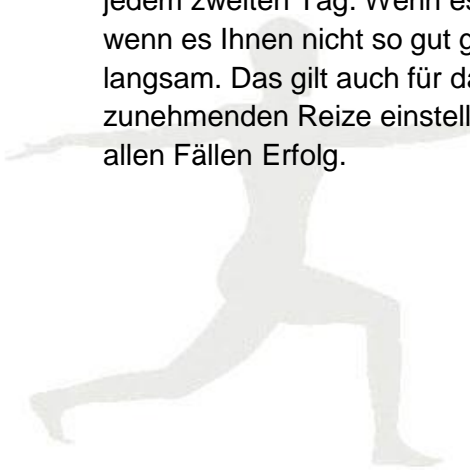 jedem zweiten Tag. Wenn es
wenn es Ihnen nicht so gut g
langsam. Das gilt auch für da
zunehmenden Reize einstell
allen Fällen Erfolg.